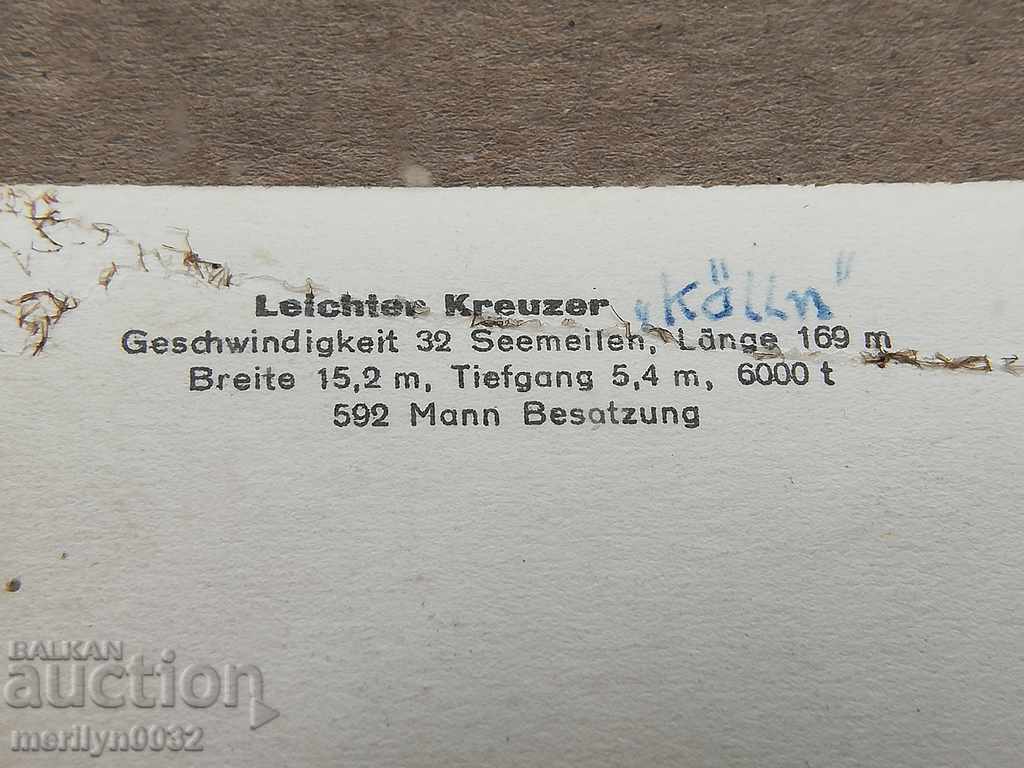 Leichter Kreuzer „Kölln”
Geschwindigkeit 32 Seemeilen, Länge 169 m
Breite 15,2 m, Tiefgang 5,4 m, 6000 t
592 Mann Besatzung
BALKAN
auction
merilyn0032